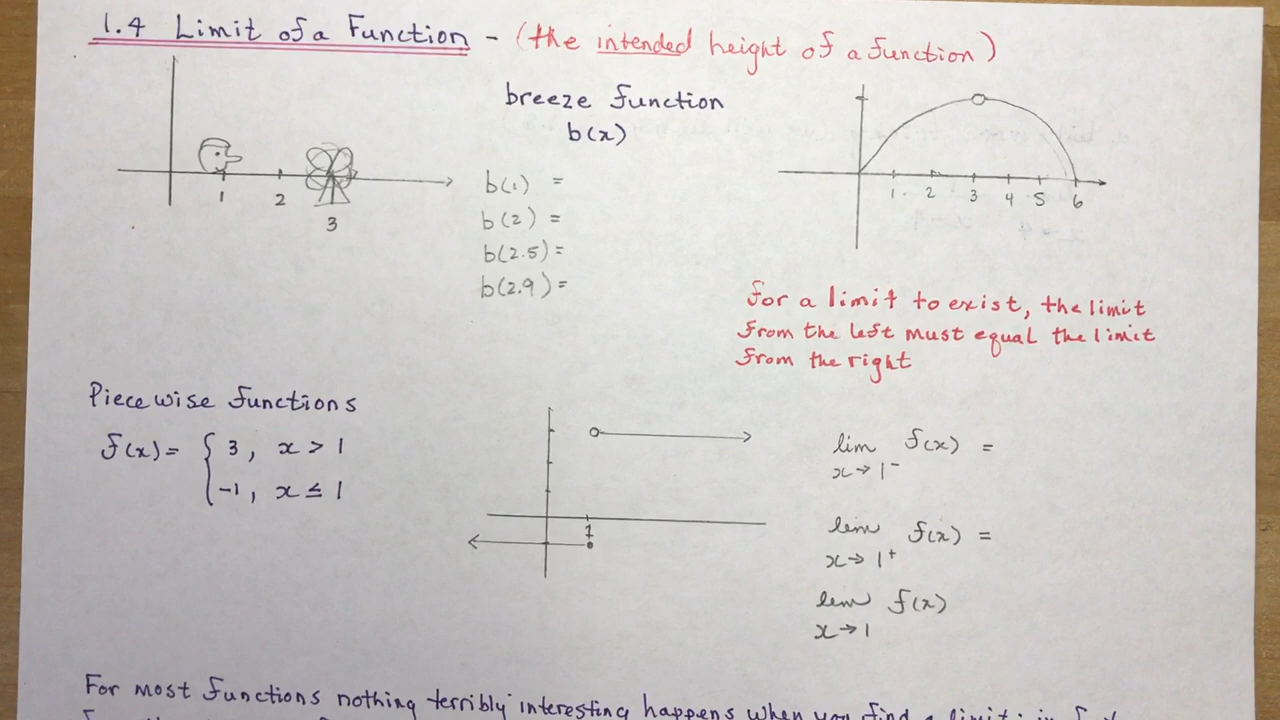 1.4 Limit of a Function - (the intended height of a function)
breeze function
b(x)
b(1) =
b(2) =
b(2.5) =
b(2.9) =
1 2
3
1 2 3 4 5 6
for a limit to exist, the limit
from the left must equal the limit
from the right
Piecewise functions
f(x) = { 3, x > 1
-1, x ≤ 1
1
lim f(x) =
x → 1⁻
lim f(x) =
x → 1⁺
lim f(x)
x → 1
For most functions nothing terribly interesting happens when you find a limit; in fact